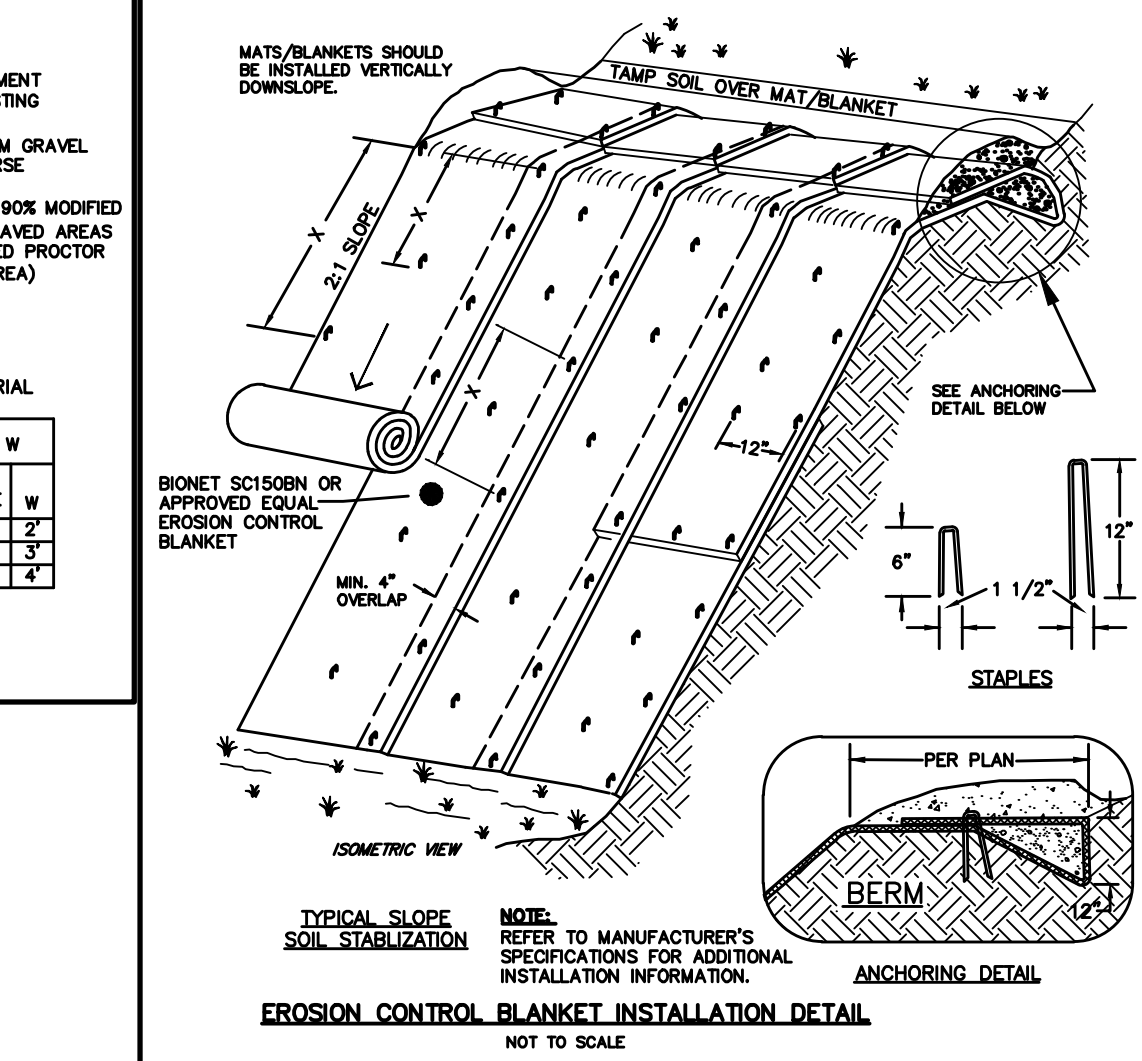 MENT
STING
M GRAVEL
RSE
90% MODIFIED
AVED AREAS
ED PROCTOR
REA)
RIAL
W
W
2'
3'
4'
MATS/BLANKETS SHOULD
BE INSTALLED VERTICALLY
DOWNSLOPE.
TAMP SOIL OVER MAT/BLANKET
X
2:1 SLOPE
X
X
12"
SEE ANCHORING
DETAIL BELOW
BIONET SC150BN OR
APPROVED EQUAL
EROSION CONTROL
BLANKET
MIN. 4"
OVERLAP
6"
12"
1 1/2"
STAPLES
ISOMETRIC VIEW
PER PLAN
BERM
12"
TYPICAL SLOPE
SOIL STABLIZATION
NOTE:
REFER TO MANUFACTURER'S
SPECIFICATIONS FOR ADDITIONAL
INSTALLATION INFORMATION.
ANCHORING DETAIL
EROSION CONTROL BLANKET INSTALLATION DETAIL
NOT TO SCALE